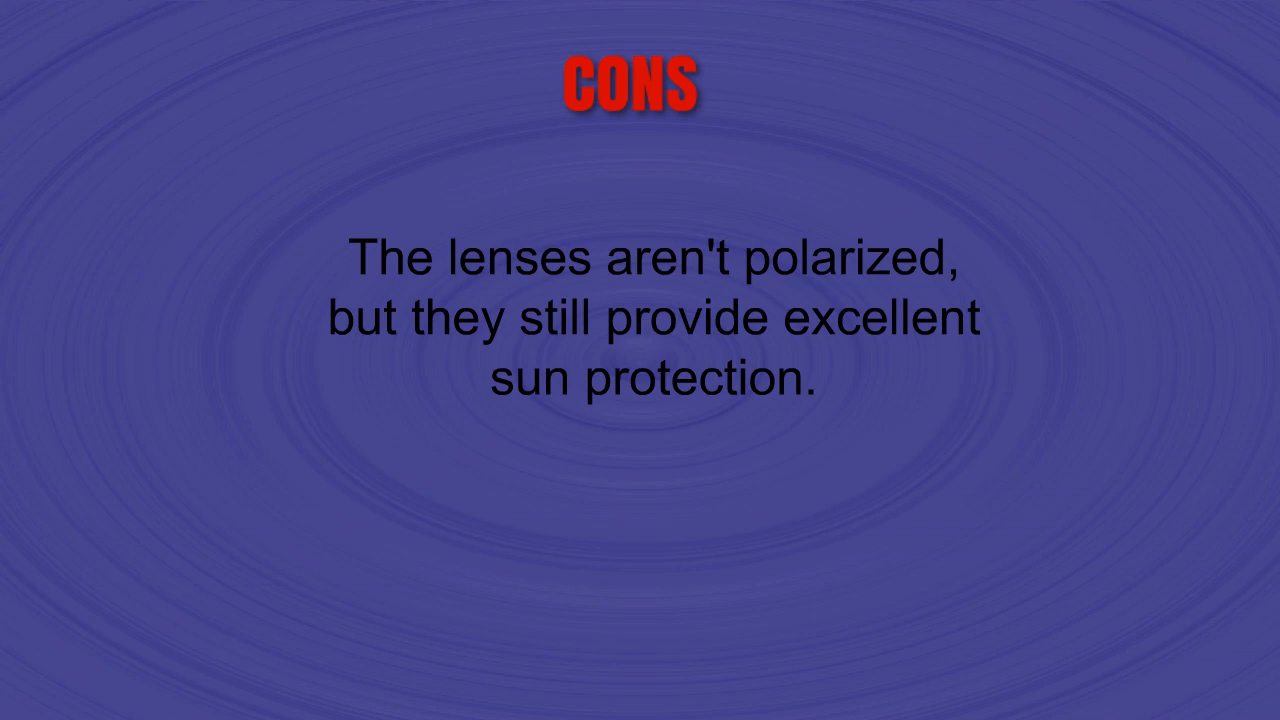 CONS
The lenses aren't polarized,
but they still provide excellent
sun protection.